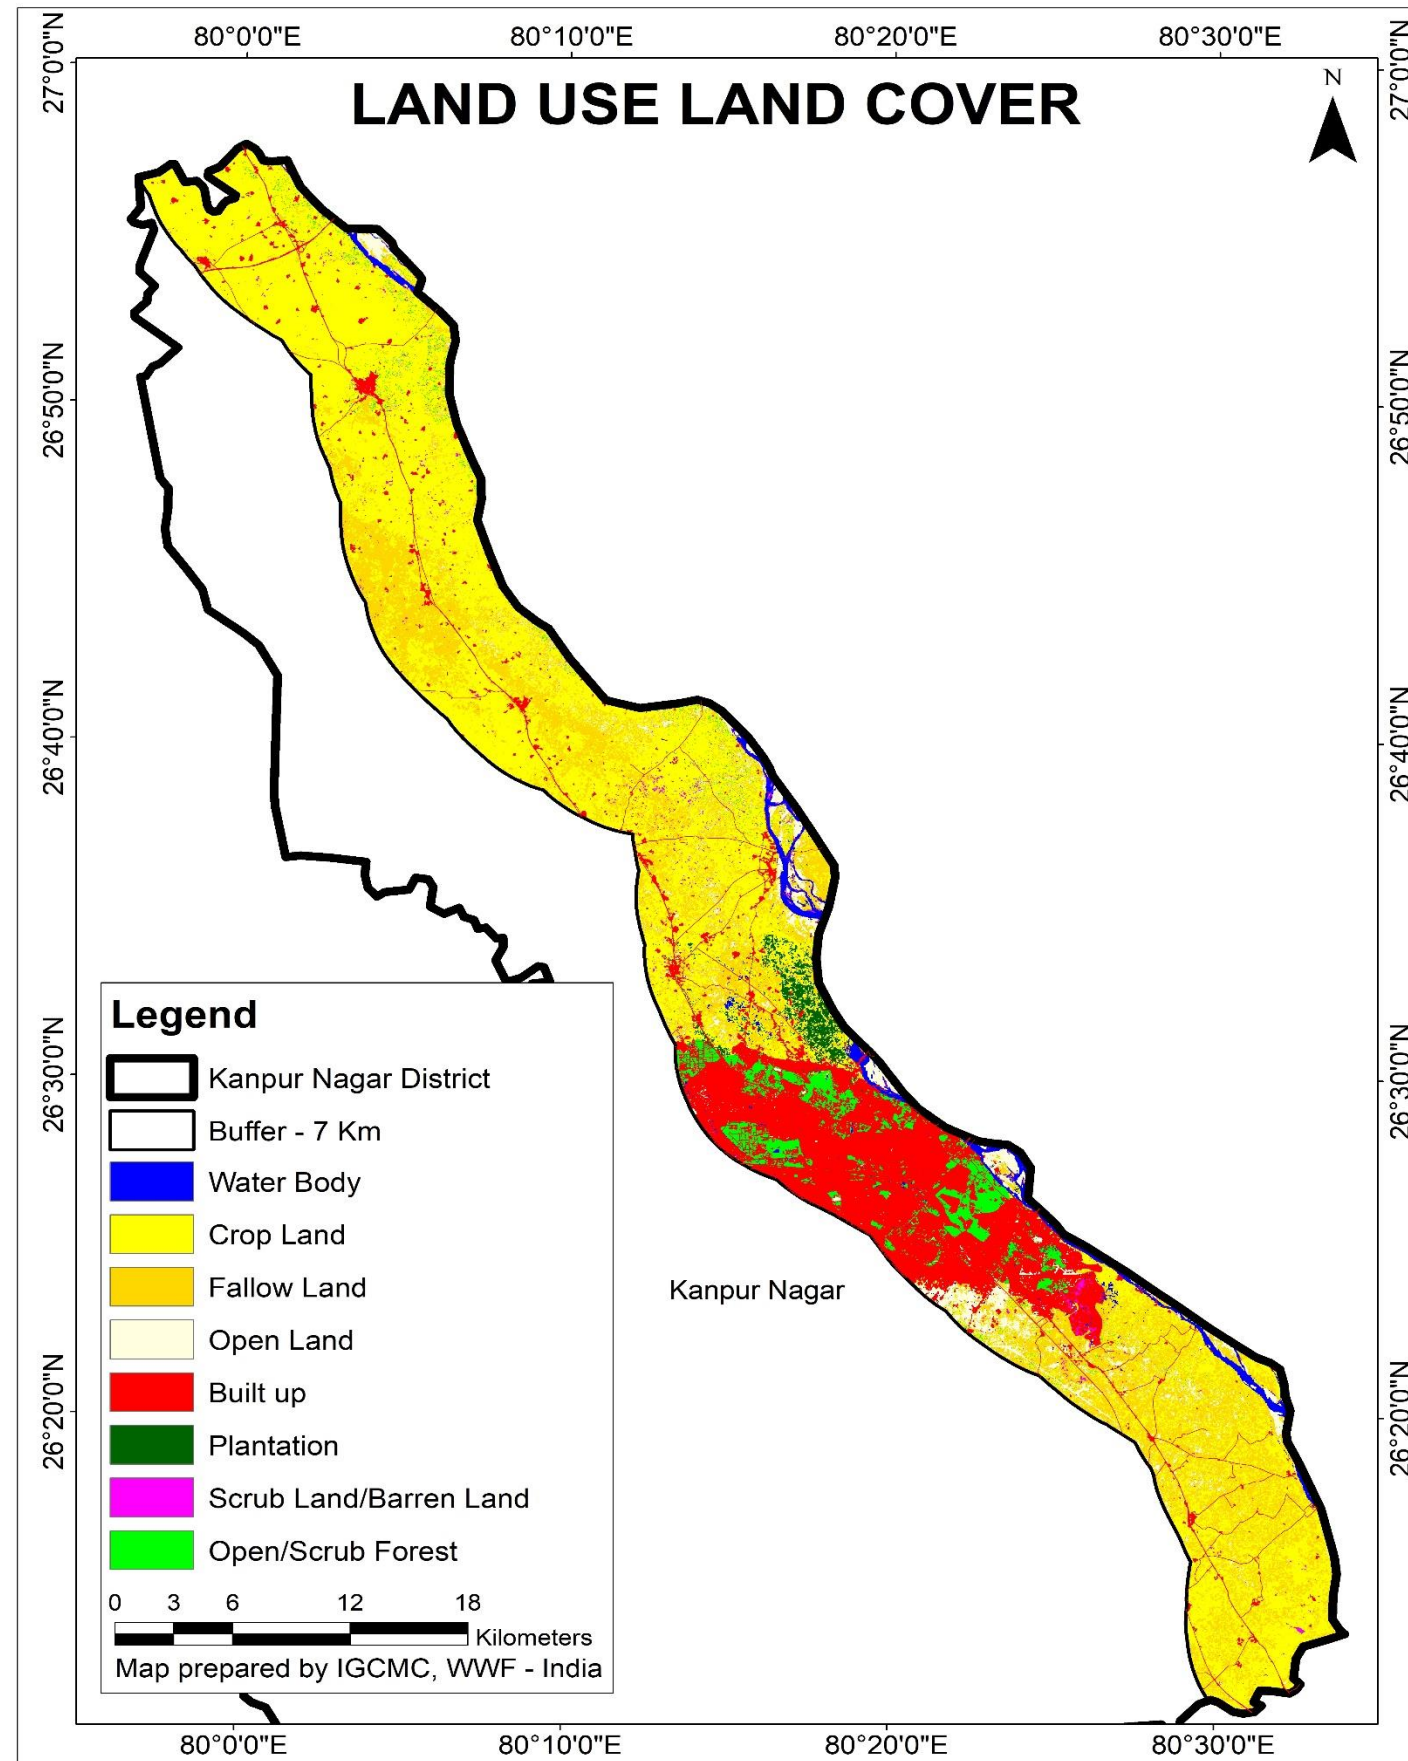 80°0'0"E 80°10'0"E 80°20'0"E 80°30'0"E
27°0'0"N 27°0'0"N
LAND USE LAND COVER
N
26°50'0"N 26°50'0"N
26°40'0"N 26°40'0"N
26°30'0"N 26°30'0"N
26°20'0"N 26°20'0"N
Kanpur Nagar
Legend
Kanpur Nagar District
Buffer - 7 Km
Water Body
Crop Land
Fallow Land
Open Land
Built up
Plantation
Scrub Land/Barren Land
Open/Scrub Forest
0 3 6 12 18
Kilometers
Map prepared by IGCMC, WWF - India
80°0'0"E 80°10'0"E 80°20'0"E 80°30'0"E